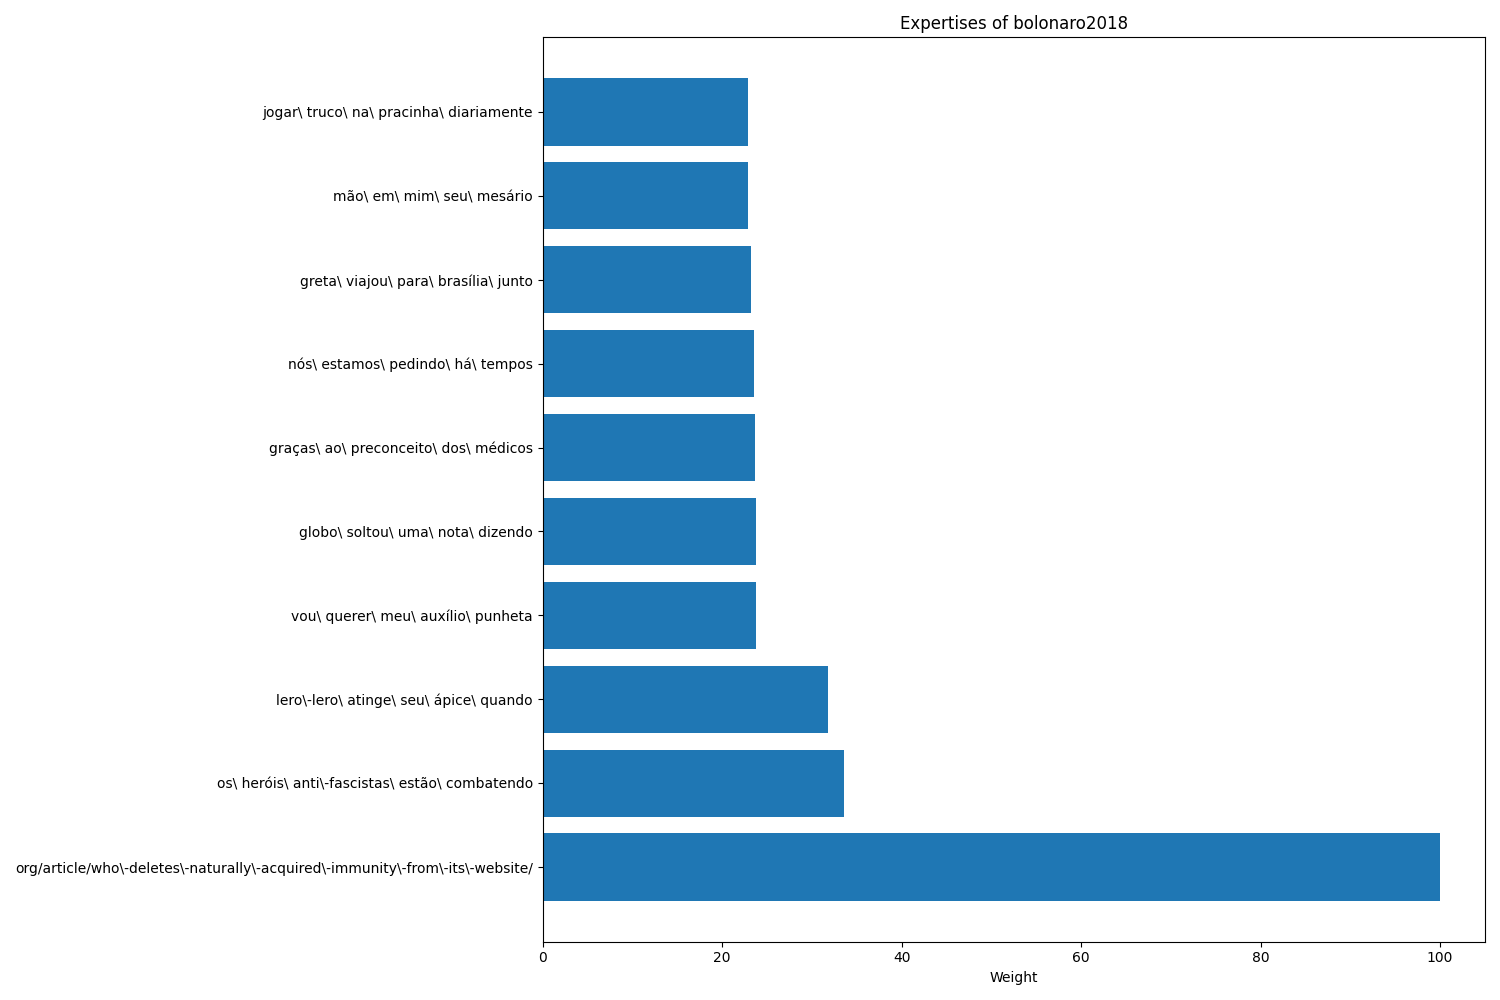 Expertises of bolonaro2018
jogar\ truco\ na\ pracinha\ diariamente
mão\ em\ mim\ seu\ mesário
greta\ viajou\ para\ brasília\ junto
nós\ estamos\ pedindo\ há\ tempos
graças\ ao\ preconceito\ dos\ médicos
globo\ soltou\ uma\ nota\ dizendo
vou\ querer\ meu\ auxílio\ punheta
lero\-lero\ atinge\ seu\ ápice\ quando
os\ heróis\ anti\-fascistas\ estão\ combatendo
org/article/who\-deletes\-naturally\-acquired\-immunity\-from\-its\-website/
0 20 40 60 80 100
Weight